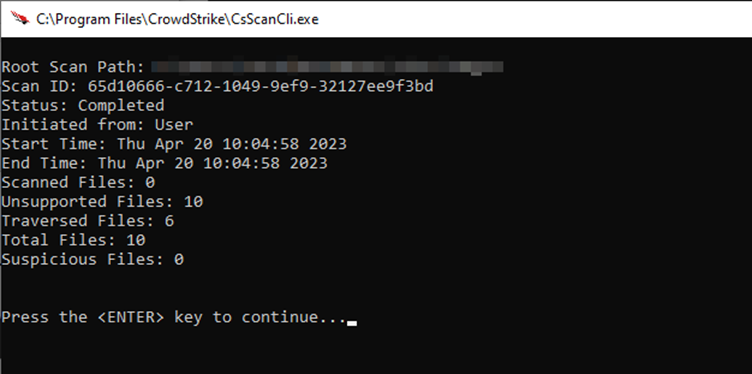 C:\Program Files\CrowdStrike\CsScanCli.exe
Root Scan Path:
Scan ID: 65d10666-c712-1049-9ef9-32127ee9f3bd
Status: Completed
Initiated from: User
Start Time: Thu Apr 20 10:04:58 2023
End Time: Thu Apr 20 10:04:58 2023
Scanned Files: 0
Unsupported Files: 10
Traversed Files: 6
Total Files: 10
Suspicious Files: 0
Press the <ENTER> key to continue...